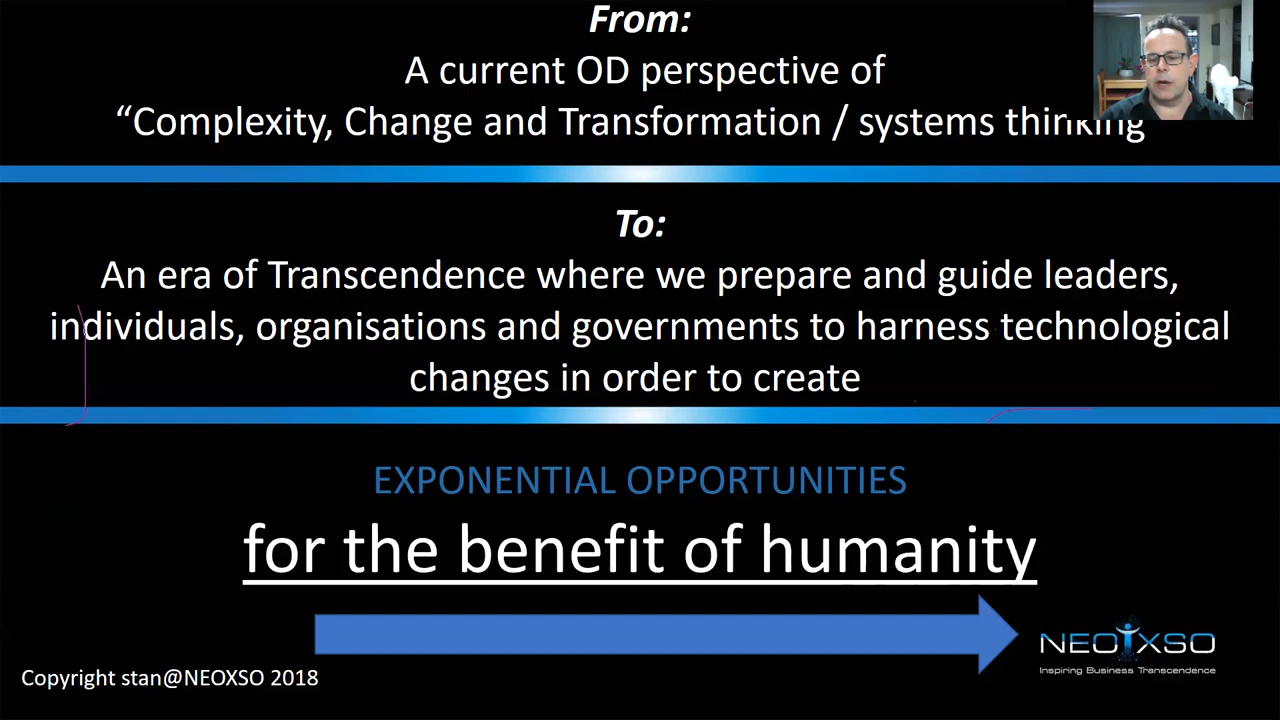 From:
A current OD perspective of
“Complexity, Change and Transformation / systems thinking
To:
An era of Transcendence where we prepare and guide leaders,
individuals, organisations and governments to harness technological
changes in order to create
EXPONENTIAL OPPORTUNITIES
for the benefit of humanity
NEOXSO
Inspiring Business Transcendence
Copyright stan@NEOXSO 2018